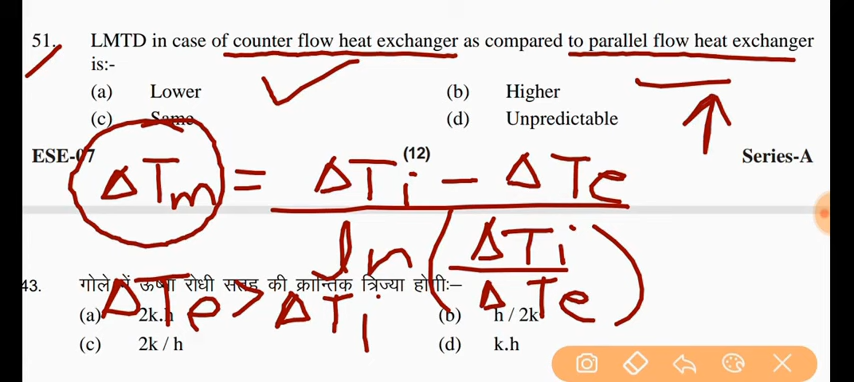 51. LMTD in case of counter flow heat exchanger as compared to parallel flow heat exchanger
is:-
(a) Lower (b) Higher
(c) Same (d) Unpredictable
ESE-07 (12) Series-A
ΔTm = ΔTi - ΔTe
ln (ΔTi / ΔTe)
43. गोले में ऊष्मा रोधी सतह की क्रान्तिक त्रिज्या होगीः–
ΔTe > ΔTi
(a) 2k.h (b) h / 2k
(c) 2k / h (d) k.h